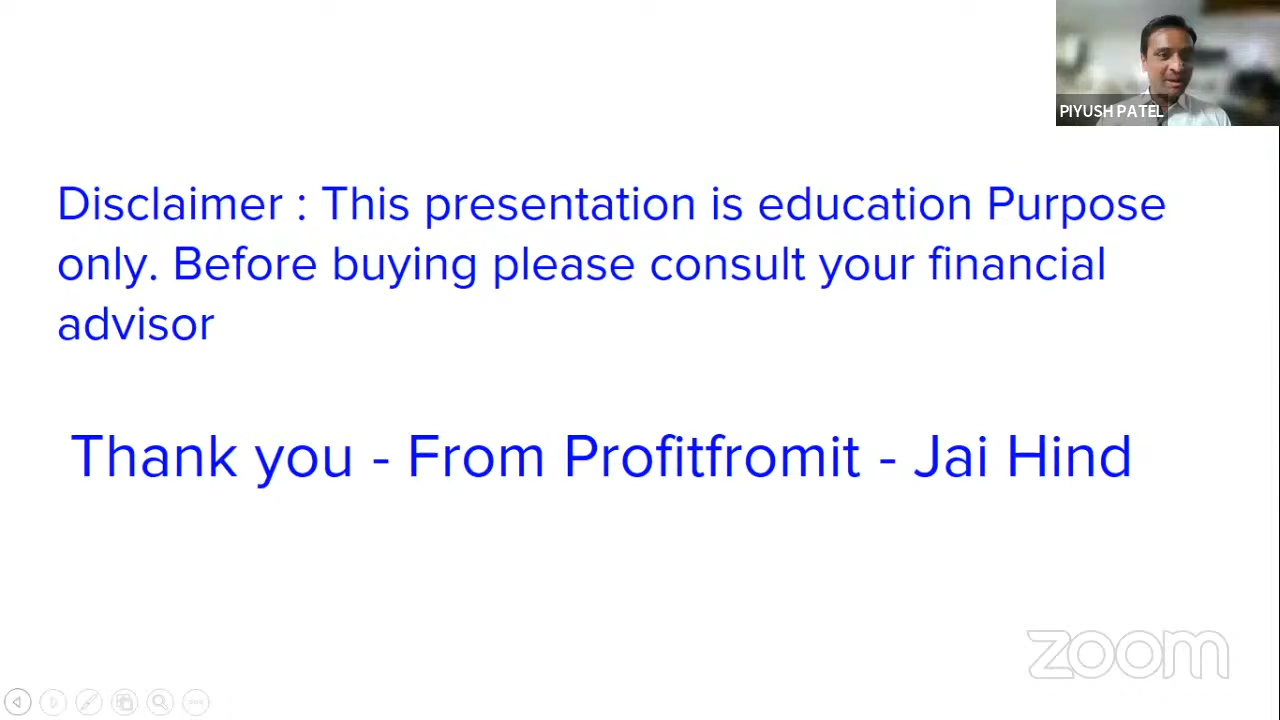 PIYUSH PATEL
Disclaimer : This presentation is education Purpose
only. Before buying please consult your financial
advisor
Thank you - From Profitfromit - Jai Hind
zoom